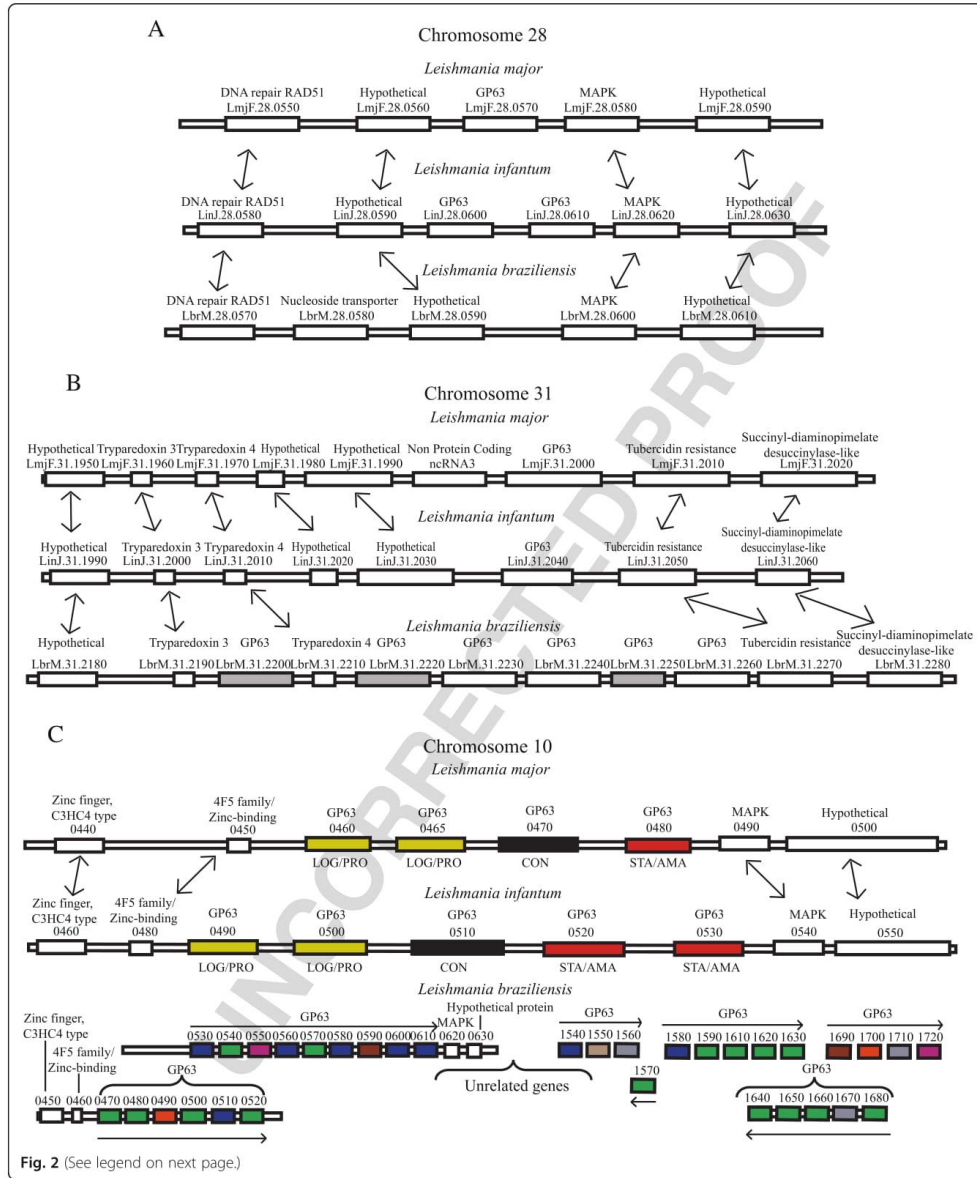 A
Chromosome 28
Leishmania major
DNA repair RAD51 Hypothetical GP63 MAPK Hypothetical
LmjF.28.0550 LmjF.28.0560 LmjF.28.0570 LmjF.28.0580 LmjF.28.0590
Leishmania infantum
DNA repair RAD51 Hypothetical GP63 GP63 MAPK Hypothetical
LinJ.28.0580 LinJ.28.0590 LinJ.28.0600 LinJ.28.0610 LinJ.28.0620 LinJ.28.0630
Leishmania braziliensis
DNA repair RAD51 Nucleoside transporter Hypothetical MAPK Hypothetical
LbrM.28.0570 LbrM.28.0580 LbrM.28.0590 LbrM.28.0600 LbrM.28.0610
B
Chromosome 31
Leishmania major
Hypothetical Tryparedoxin 3 Tryparedoxin 4 Hypothetical Hypothetical Non Protein Coding GP63 Tubercidin resistance Succinyl-diaminopimelate desuccinylase-like
LmjF.31.1950 LmjF.31.1960 LmjF.31.1970 LmjF.31.1980 LmjF.31.1990 ncRNA3 LmjF.31.2000 LmjF.31.2010 LmjF.31.2020
Leishmania infantum
Hypothetical Tryparedoxin 3 Tryparedoxin 4 Hypothetical Hypothetical GP63 Tubercidin resistance Succinyl-diaminopimelate desuccinylase-like
LinJ.31.1990 LinJ.31.2000 LinJ.31.2010 LinJ.31.2020 LinJ.31.2030 LinJ.31.2040 LinJ.31.2050 LinJ.31.2060
Leishmania braziliensis
Hypothetical Tryparedoxin 3 GP63 Tryparedoxin 4 GP63 GP63 GP63 GP63 GP63 Tubercidin resistance Succinyl-diaminopimelate desuccinylase-like
LbrM.31.2180 LbrM.31.2190 LbrM.31.2200 LbrM.31.2210 LbrM.31.2220 LbrM.31.2230 LbrM.31.2240 LbrM.31.2250 LbrM.31.2260 LbrM.31.2270 LbrM.31.2280
C
Chromosome 10
Leishmania major
Zinc finger, C3HC4 type 4F5 family/ Zinc-binding GP63 GP63 GP63 GP63 MAPK Hypothetical
0440 0450 0460 0465 0470 0480 0490 0500
LOG/PRO LOG/PRO CON STA/AMA
Leishmania infantum
Zinc finger, C3HC4 type 4F5 family/ Zinc-binding GP63 GP63 GP63 GP63 GP63 MAPK Hypothetical
0460 0480 0490 0500 0510 0520 0530 0540 0550
LOG/PRO LOG/PRO CON STA/AMA STA/AMA
Leishmania braziliensis
Hypothetical protein
GP63 MAPK GP63 GP63 GP63
0530 0540 0550 0560 0570 0580 0590 0600 0610 0620 0630 1540 1550 1560 1580 1590 1610 1620 1630 1690 1700 1710 1720
Zinc finger, C3HC4 type
4F5 family/ Zinc-binding
Unrelated genes
GP63 1570 GP63
0450 0460 0470 0480 0490 0500 0510 0520 1640 1650 1660 1670 1680
UNCORRECTED PROOF
Fig. 2 (See legend on next page.)